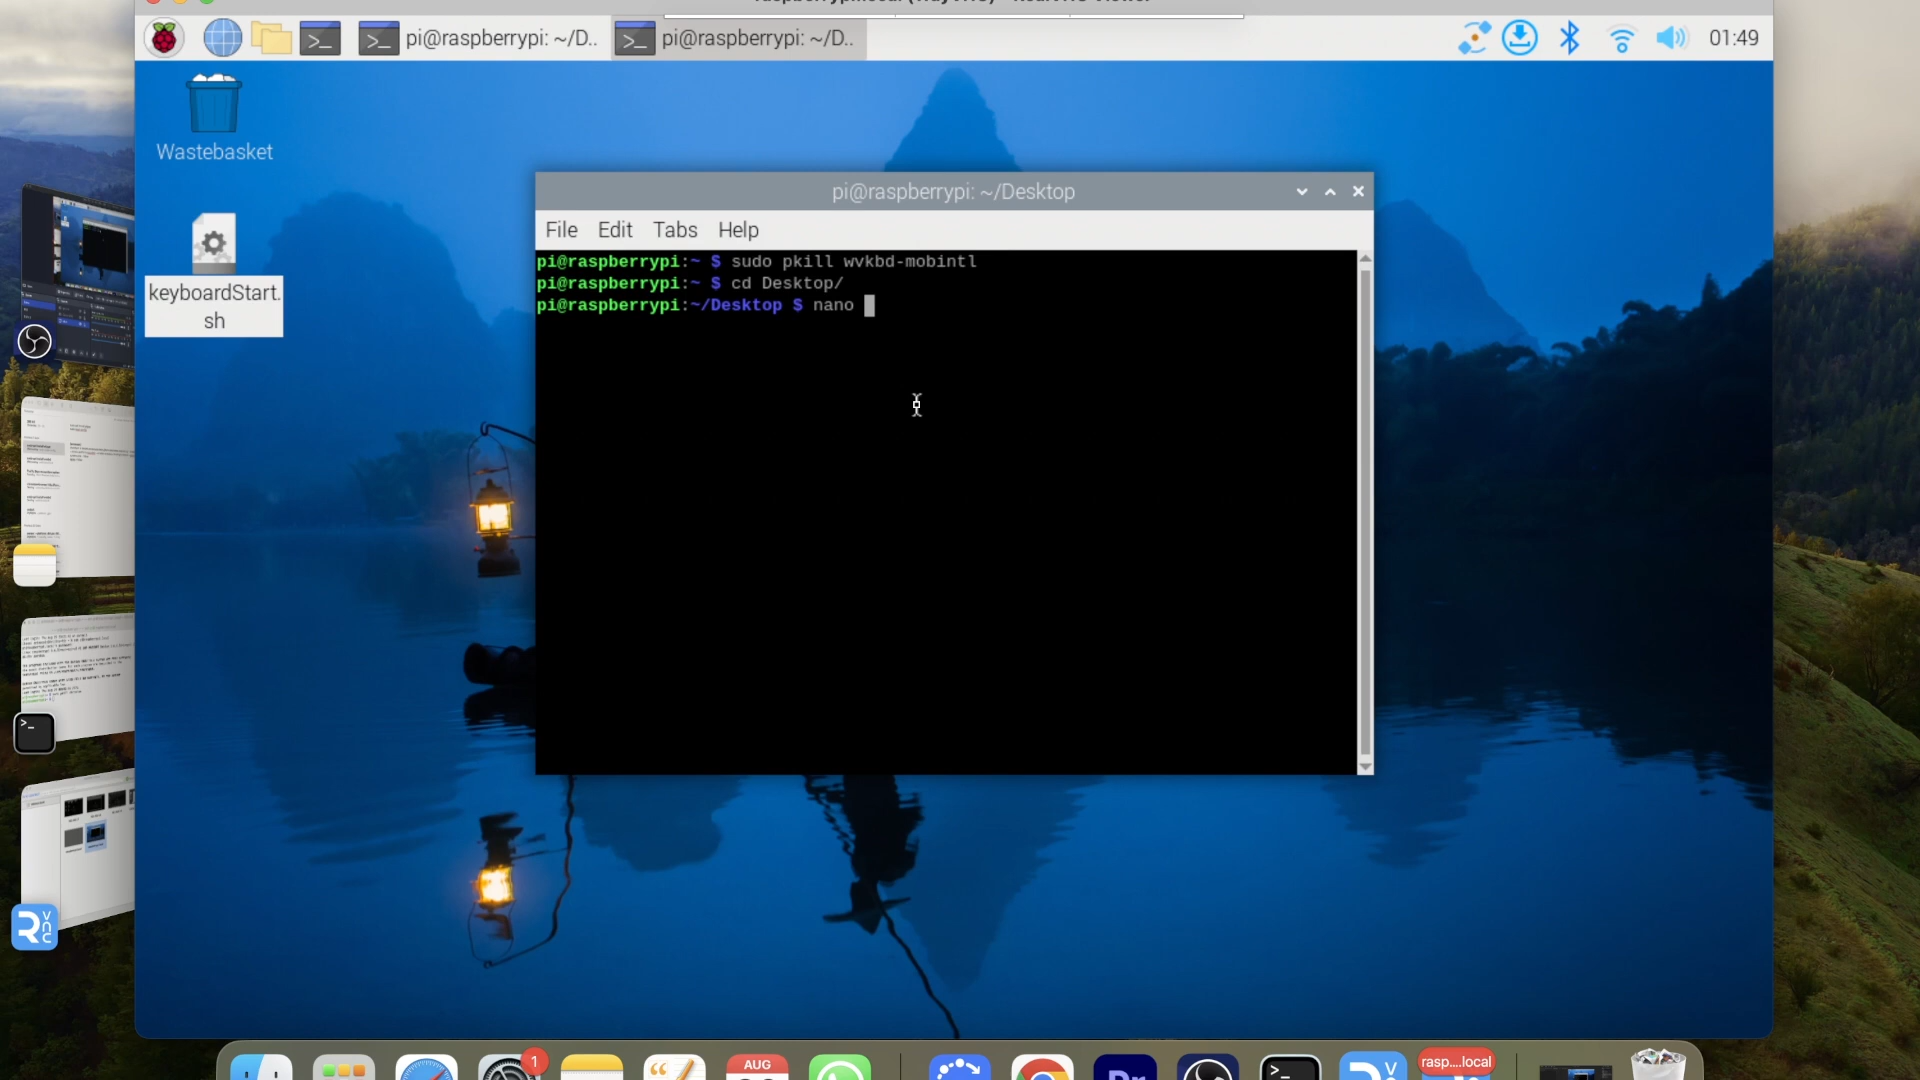 pi@raspberrypi: ~/D..
pi@raspberrypi: ~/D..
01:49
Wastebasket
keyboardStart.
sh
pi@raspberrypi: ~/Desktop
File Edit Tabs Help
pi@raspberrypi:~ $ sudo pkill wvkbd-mobintl
pi@raspberrypi:~ $ cd Desktop/
pi@raspberrypi:~/Desktop $ nano
1
AUG
rasp....local